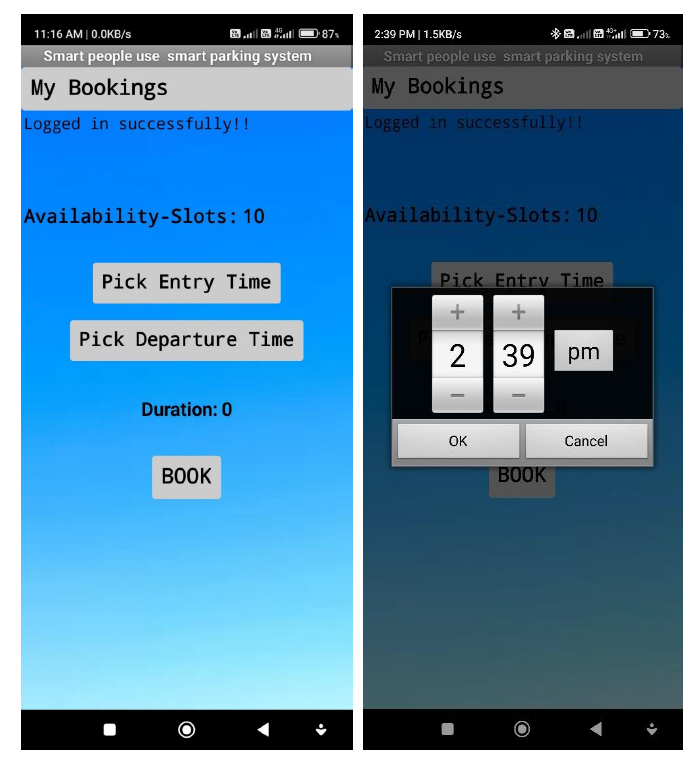 11:16 AM | 0.0KB/s
4G
87%
Smart people use smart parking system
My Bookings
Logged in successfully!!
Availability-Slots: 10
Pick Entry Time
Pick Departure Time
Duration: 0
BOOK
2:39 PM | 1.5KB/s
4G+
73%
Smart people use smart parking system
My Bookings
Logged in successfully!!
Availability-Slots: 10
Pick Entry Time
+ +
2 39 pm
− −
OK Cancel
BOOK